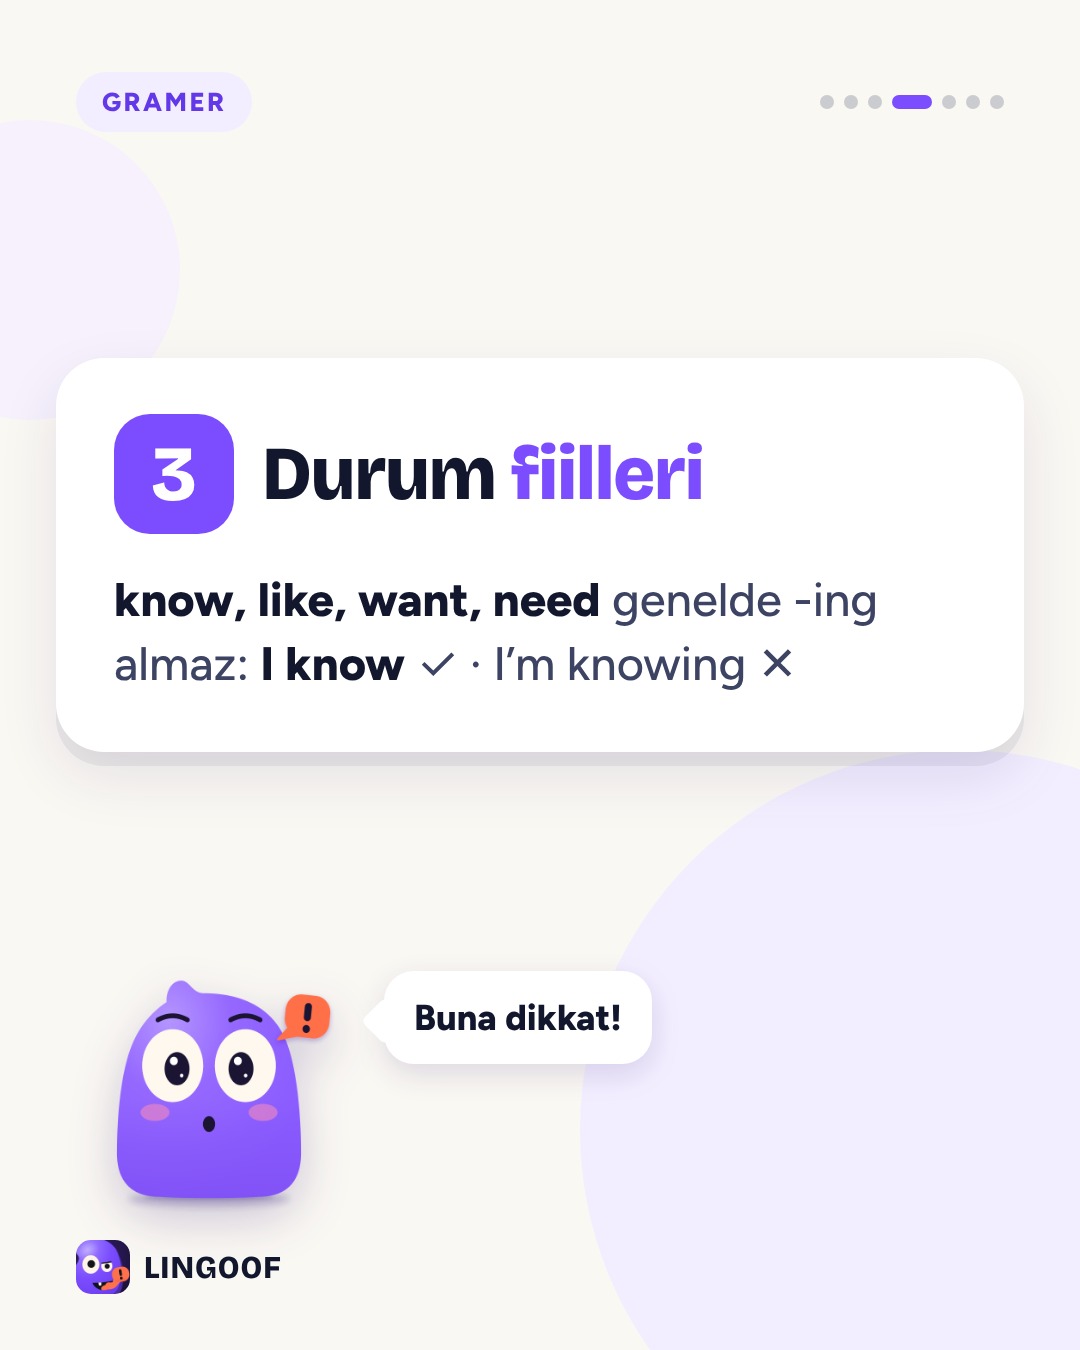 GRAMER
3 Durum fiilleri
know, like, want, need genelde -ing
almaz: I know ✓ · I’m knowing ✕
!
Buna dikkat!
LINGOOF